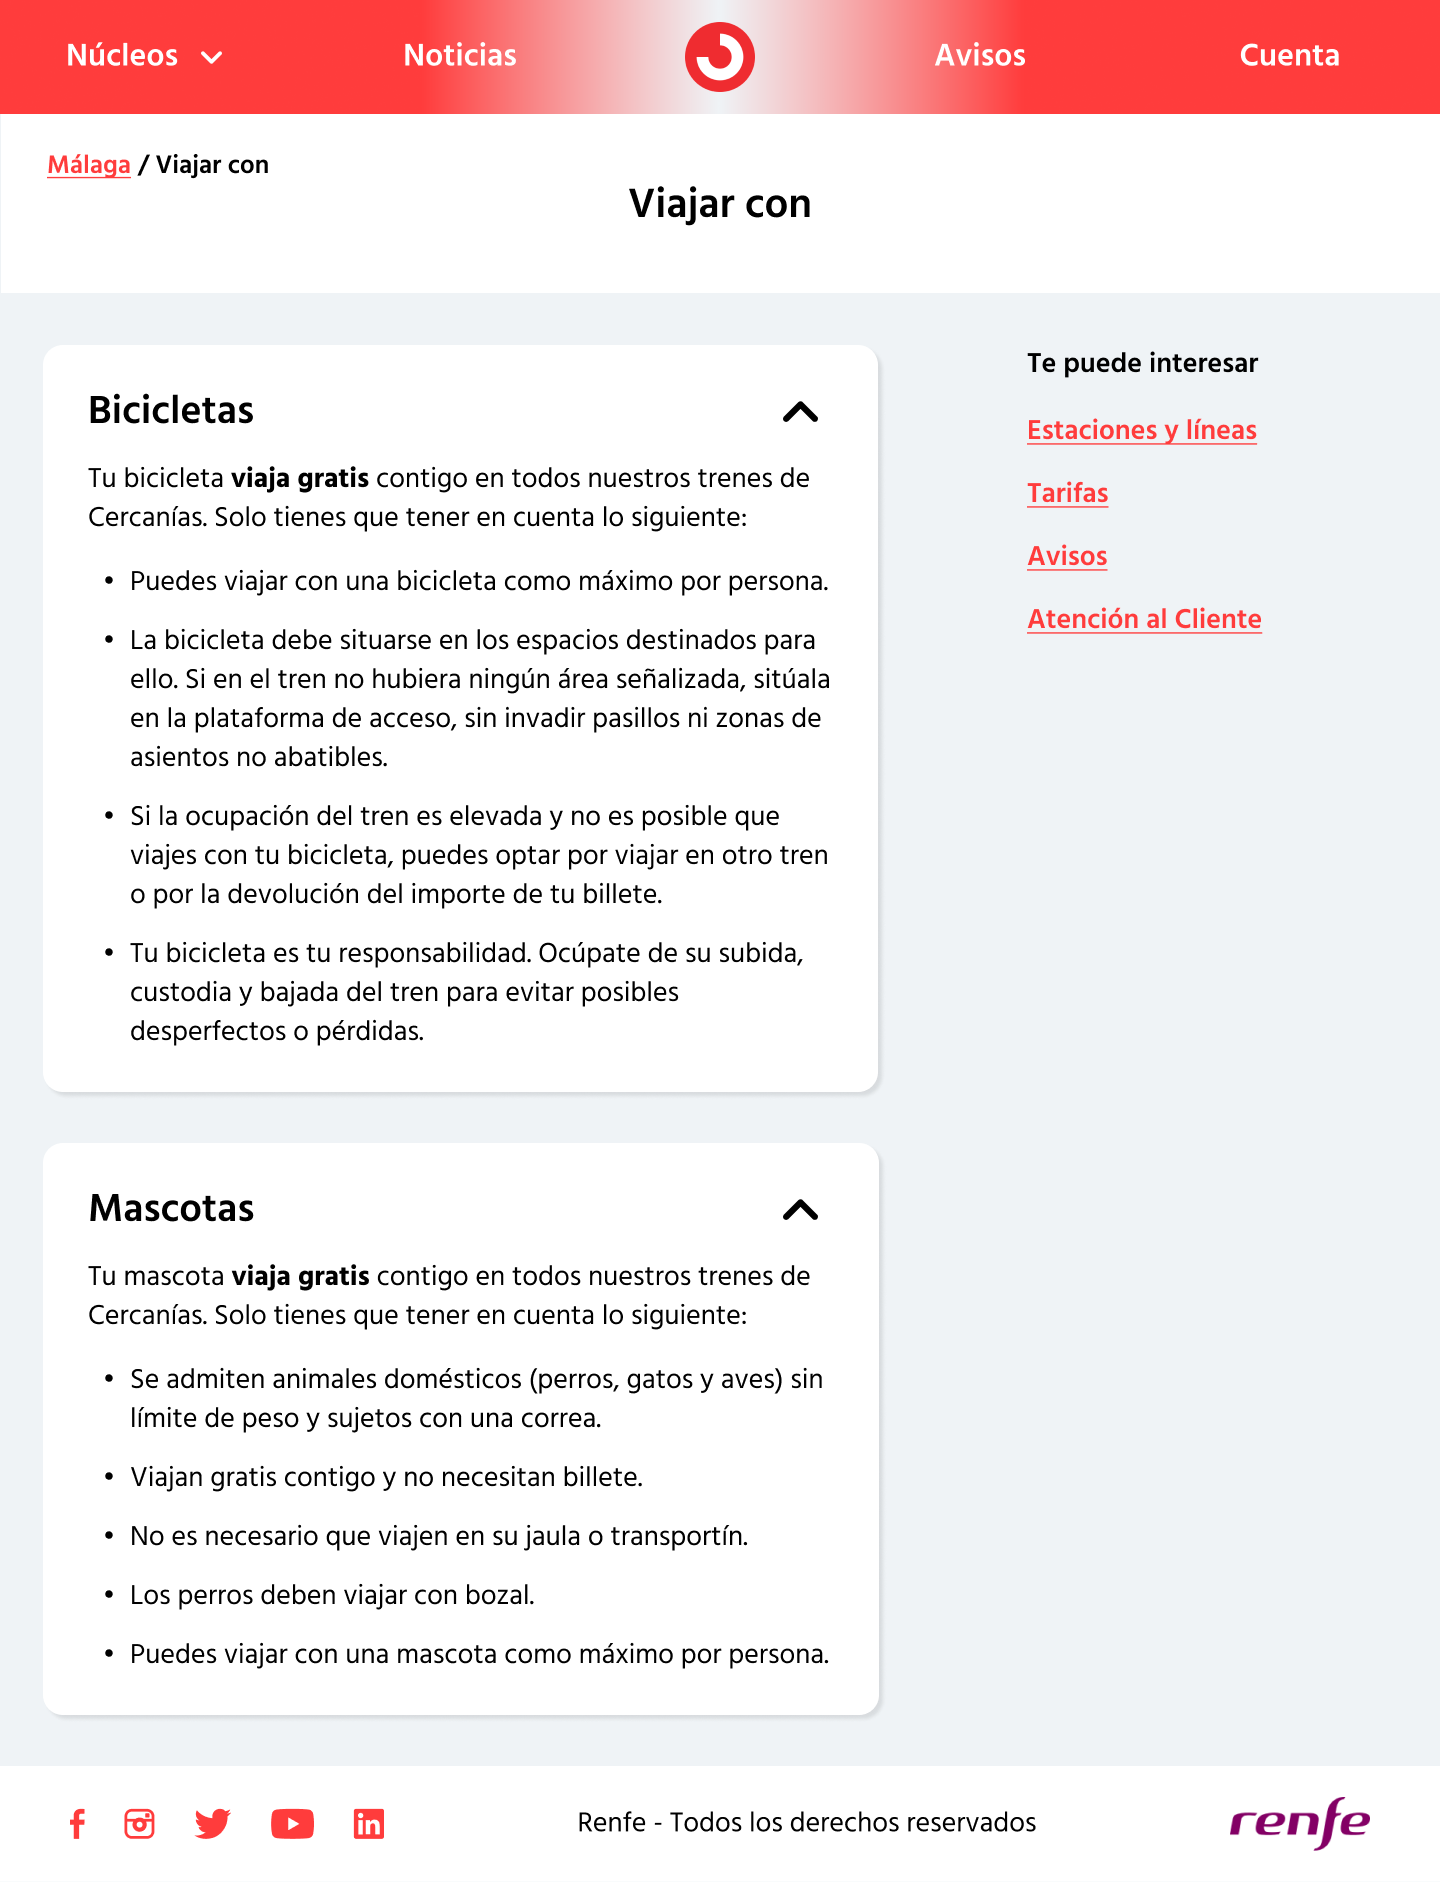 Núcleos
Noticias
Avisos
Cuenta
Málaga / Viajar con
Viajar con
Bicicletas
Tu bicicleta viaja gratis contigo en todos nuestros trenes de
Cercanías. Solo tienes que tener en cuenta lo siguiente:
• Puedes viajar con una bicicleta como máximo por persona.
• La bicicleta debe situarse en los espacios destinados para
ello. Si en el tren no hubiera ningún área señalizada, sitúala
en la plataforma de acceso, sin invadir pasillos ni zonas de
asientos no abatibles.
• Si la ocupación del tren es elevada y no es posible que
viajes con tu bicicleta, puedes optar por viajar en otro tren
o por la devolución del importe de tu billete.
• Tu bicicleta es tu responsabilidad. Ocúpate de su subida,
custodia y bajada del tren para evitar posibles
desperfectos o pérdidas.
Mascotas
Tu mascota viaja gratis contigo en todos nuestros trenes de
Cercanías. Solo tienes que tener en cuenta lo siguiente:
• Se admiten animales domésticos (perros, gatos y aves) sin
límite de peso y sujetos con una correa.
• Viajan gratis contigo y no necesitan billete.
• No es necesario que viajen en su jaula o transportín.
• Los perros deben viajar con bozal.
• Puedes viajar con una mascota como máximo por persona.
Te puede interesar
Estaciones y líneas
Tarifas
Avisos
Atención al Cliente
Renfe - Todos los derechos reservados
renfe